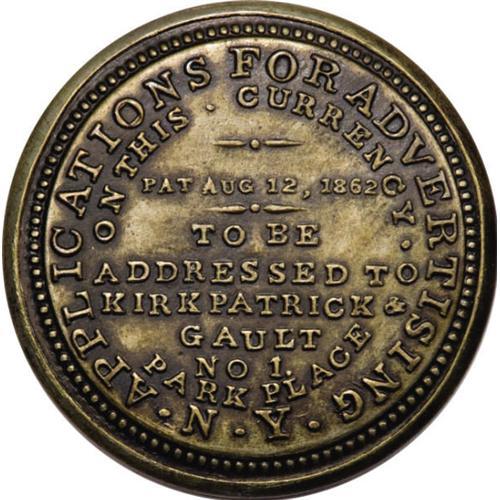 APPLICATIONS FOR ADVERTISING
ON THIS · CURRENCY ·
PAT AUG 12, 1862
TO BE
ADDRESSED TO
KIRKPATRICK &
GAULT
NO 1.
PARK PLACE
· N · Y ·